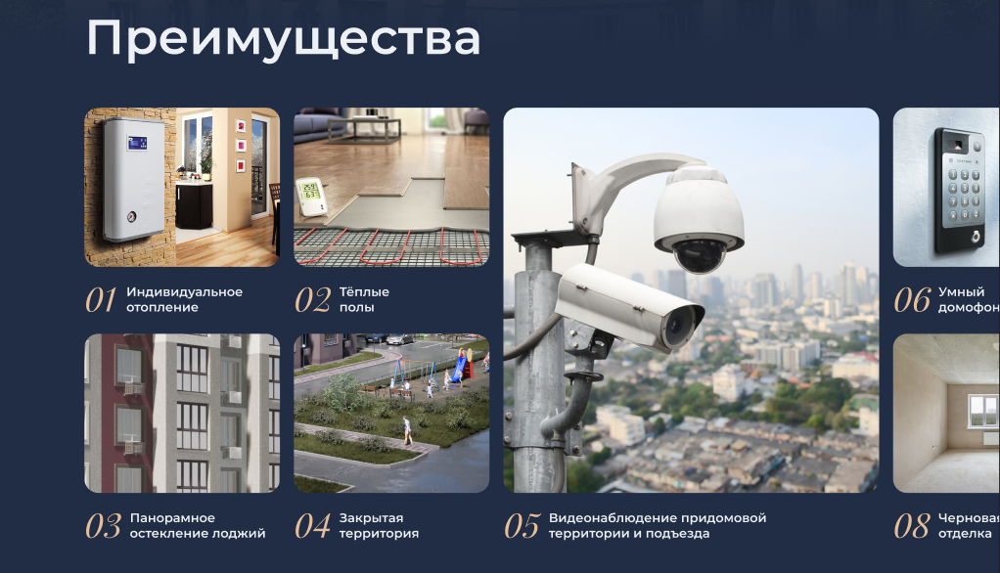 Преимущества
01 Индивидуальное
отопление
02 Тёплые
полы
03 Панорамное
остекление лоджий
04 Закрытая
территория
05 Видеонаблюдение придомовой
территории и подъезда
06 Умный
домофон
08 Черновая
отделка